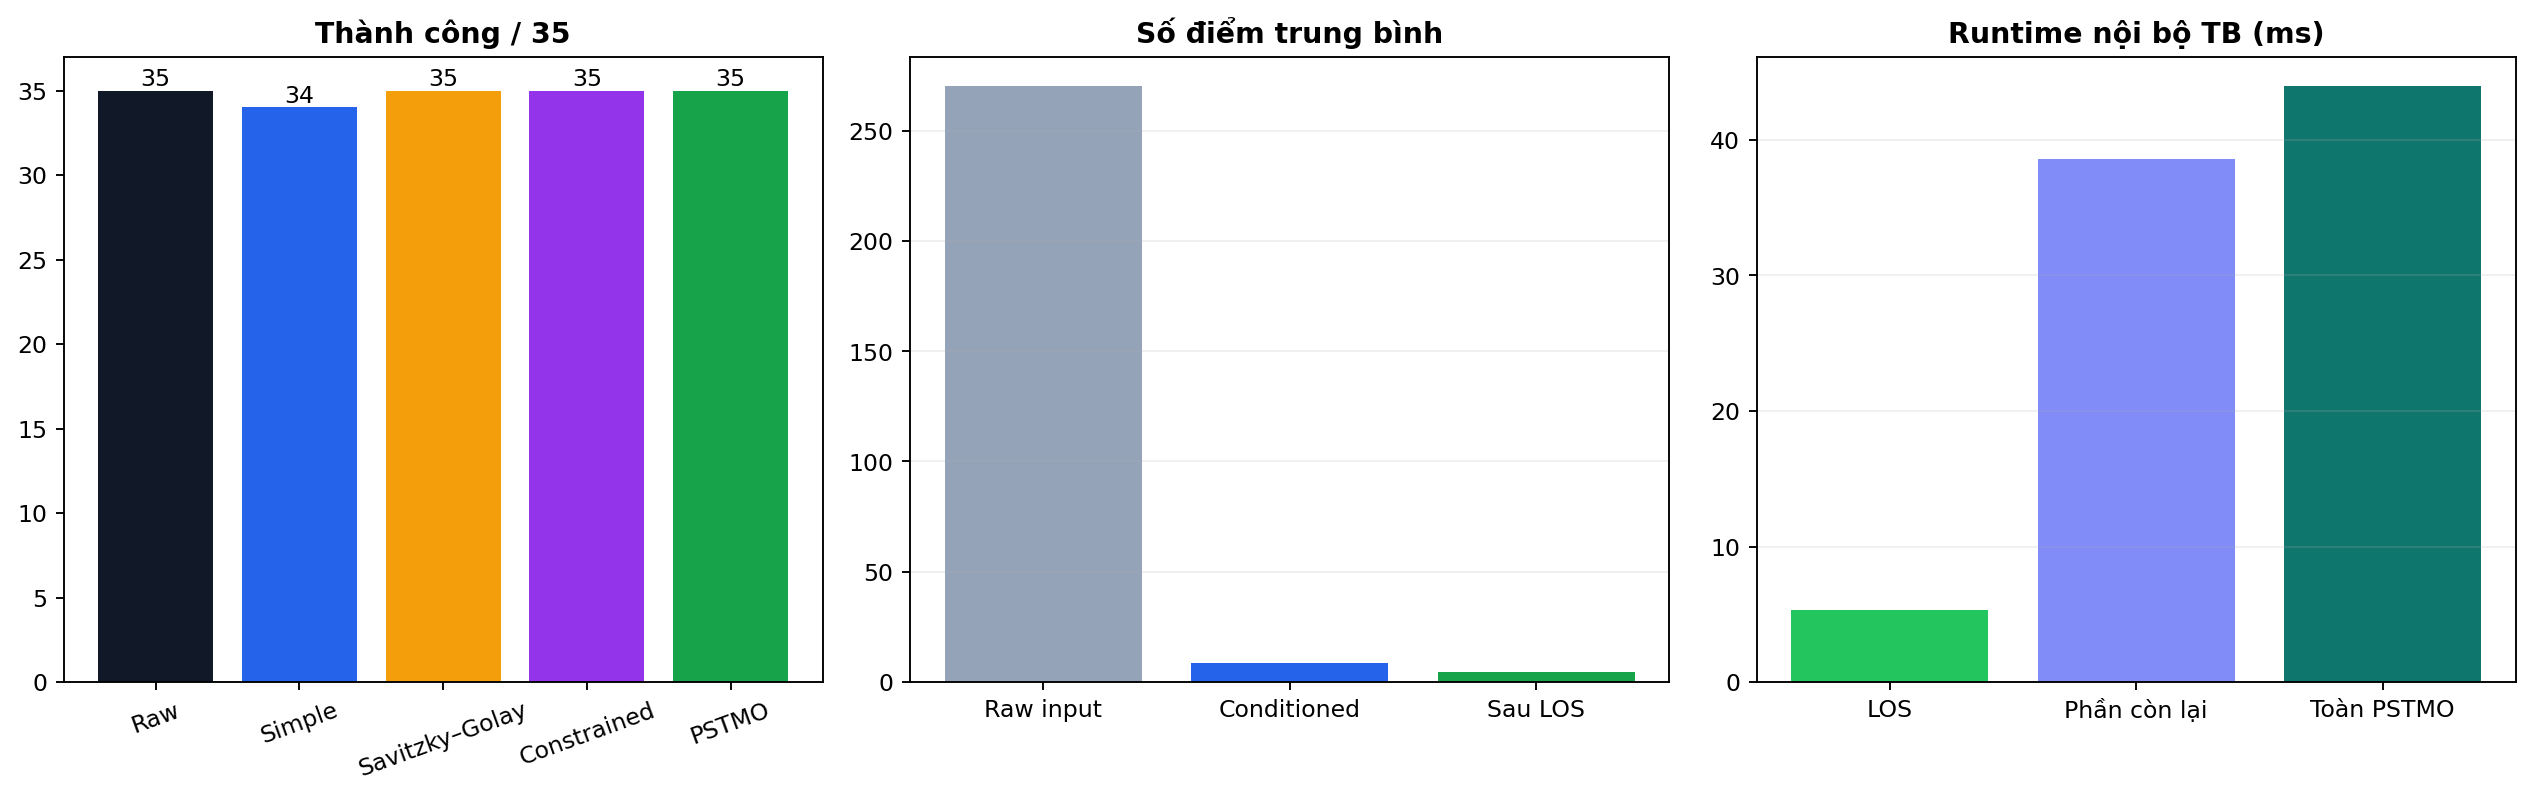 Thành công / 35
35
34
35
35
35
35
30
25
20
15
10
5
0
Raw
Simple
Savitzky–Golay
Constrained
PSTMO
Số điểm trung bình
250
200
150
100
50
0
Raw input
Conditioned
Sau LOS
Runtime nội bộ TB (ms)
40
30
20
10
0
LOS
Phần còn lại
Toàn PSTMO